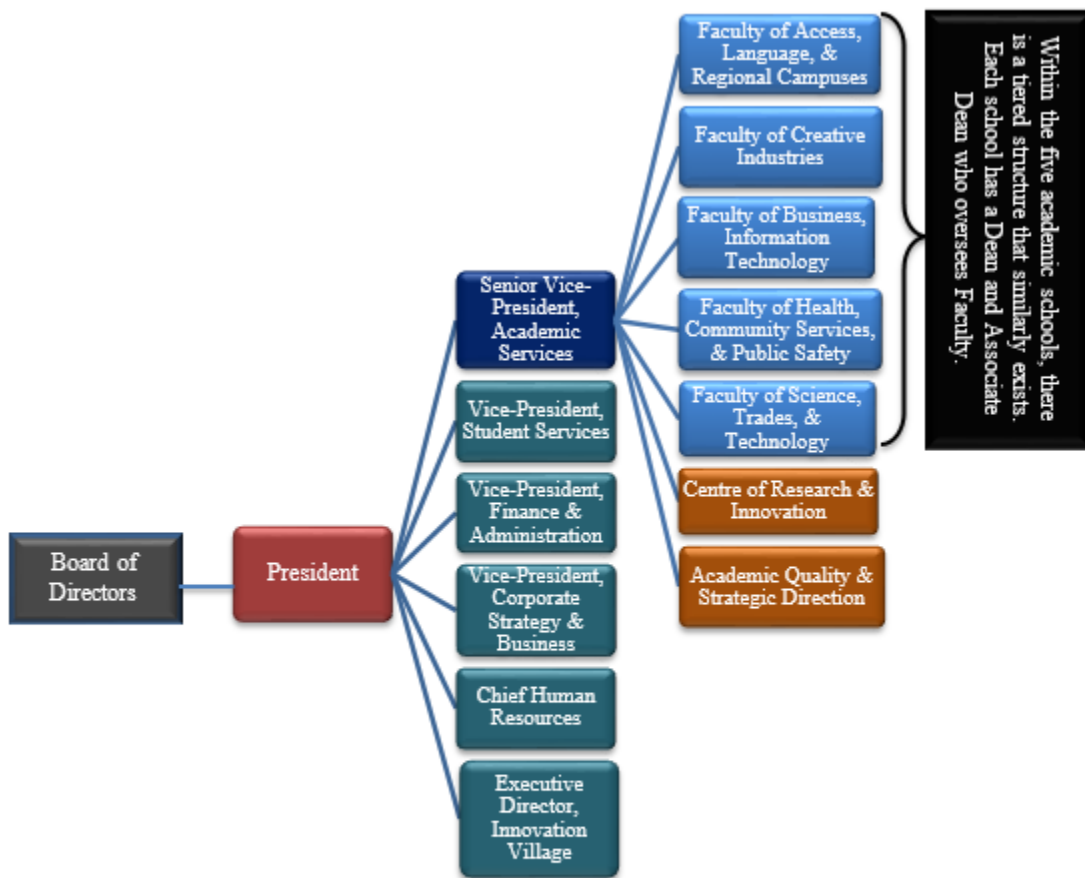 Board of
Directors
President
Senior Vice-
President,
Academic
Services
Vice-President,
Student Services
Vice-President,
Finance &
Administration
Vice-President,
Corporate
Strategy &
Business
Chief Human
Resources
Executive
Director,
Innovation
Village
Faculty of Access,
Language, &
Regional Campuses
Faculty of Creative
Industries
Faculty of Business,
Information
Technology
Faculty of Health,
Community Services,
& Public Safety
Faculty of Science,
Trades, &
Technology
Centre of Research &
Innovation
Academic Quality &
Strategic Direction
Within the five academic schools, there
is a tiered structure that similarly exists.
Each school has a Dean and Associate
Dean who oversees Faculty.